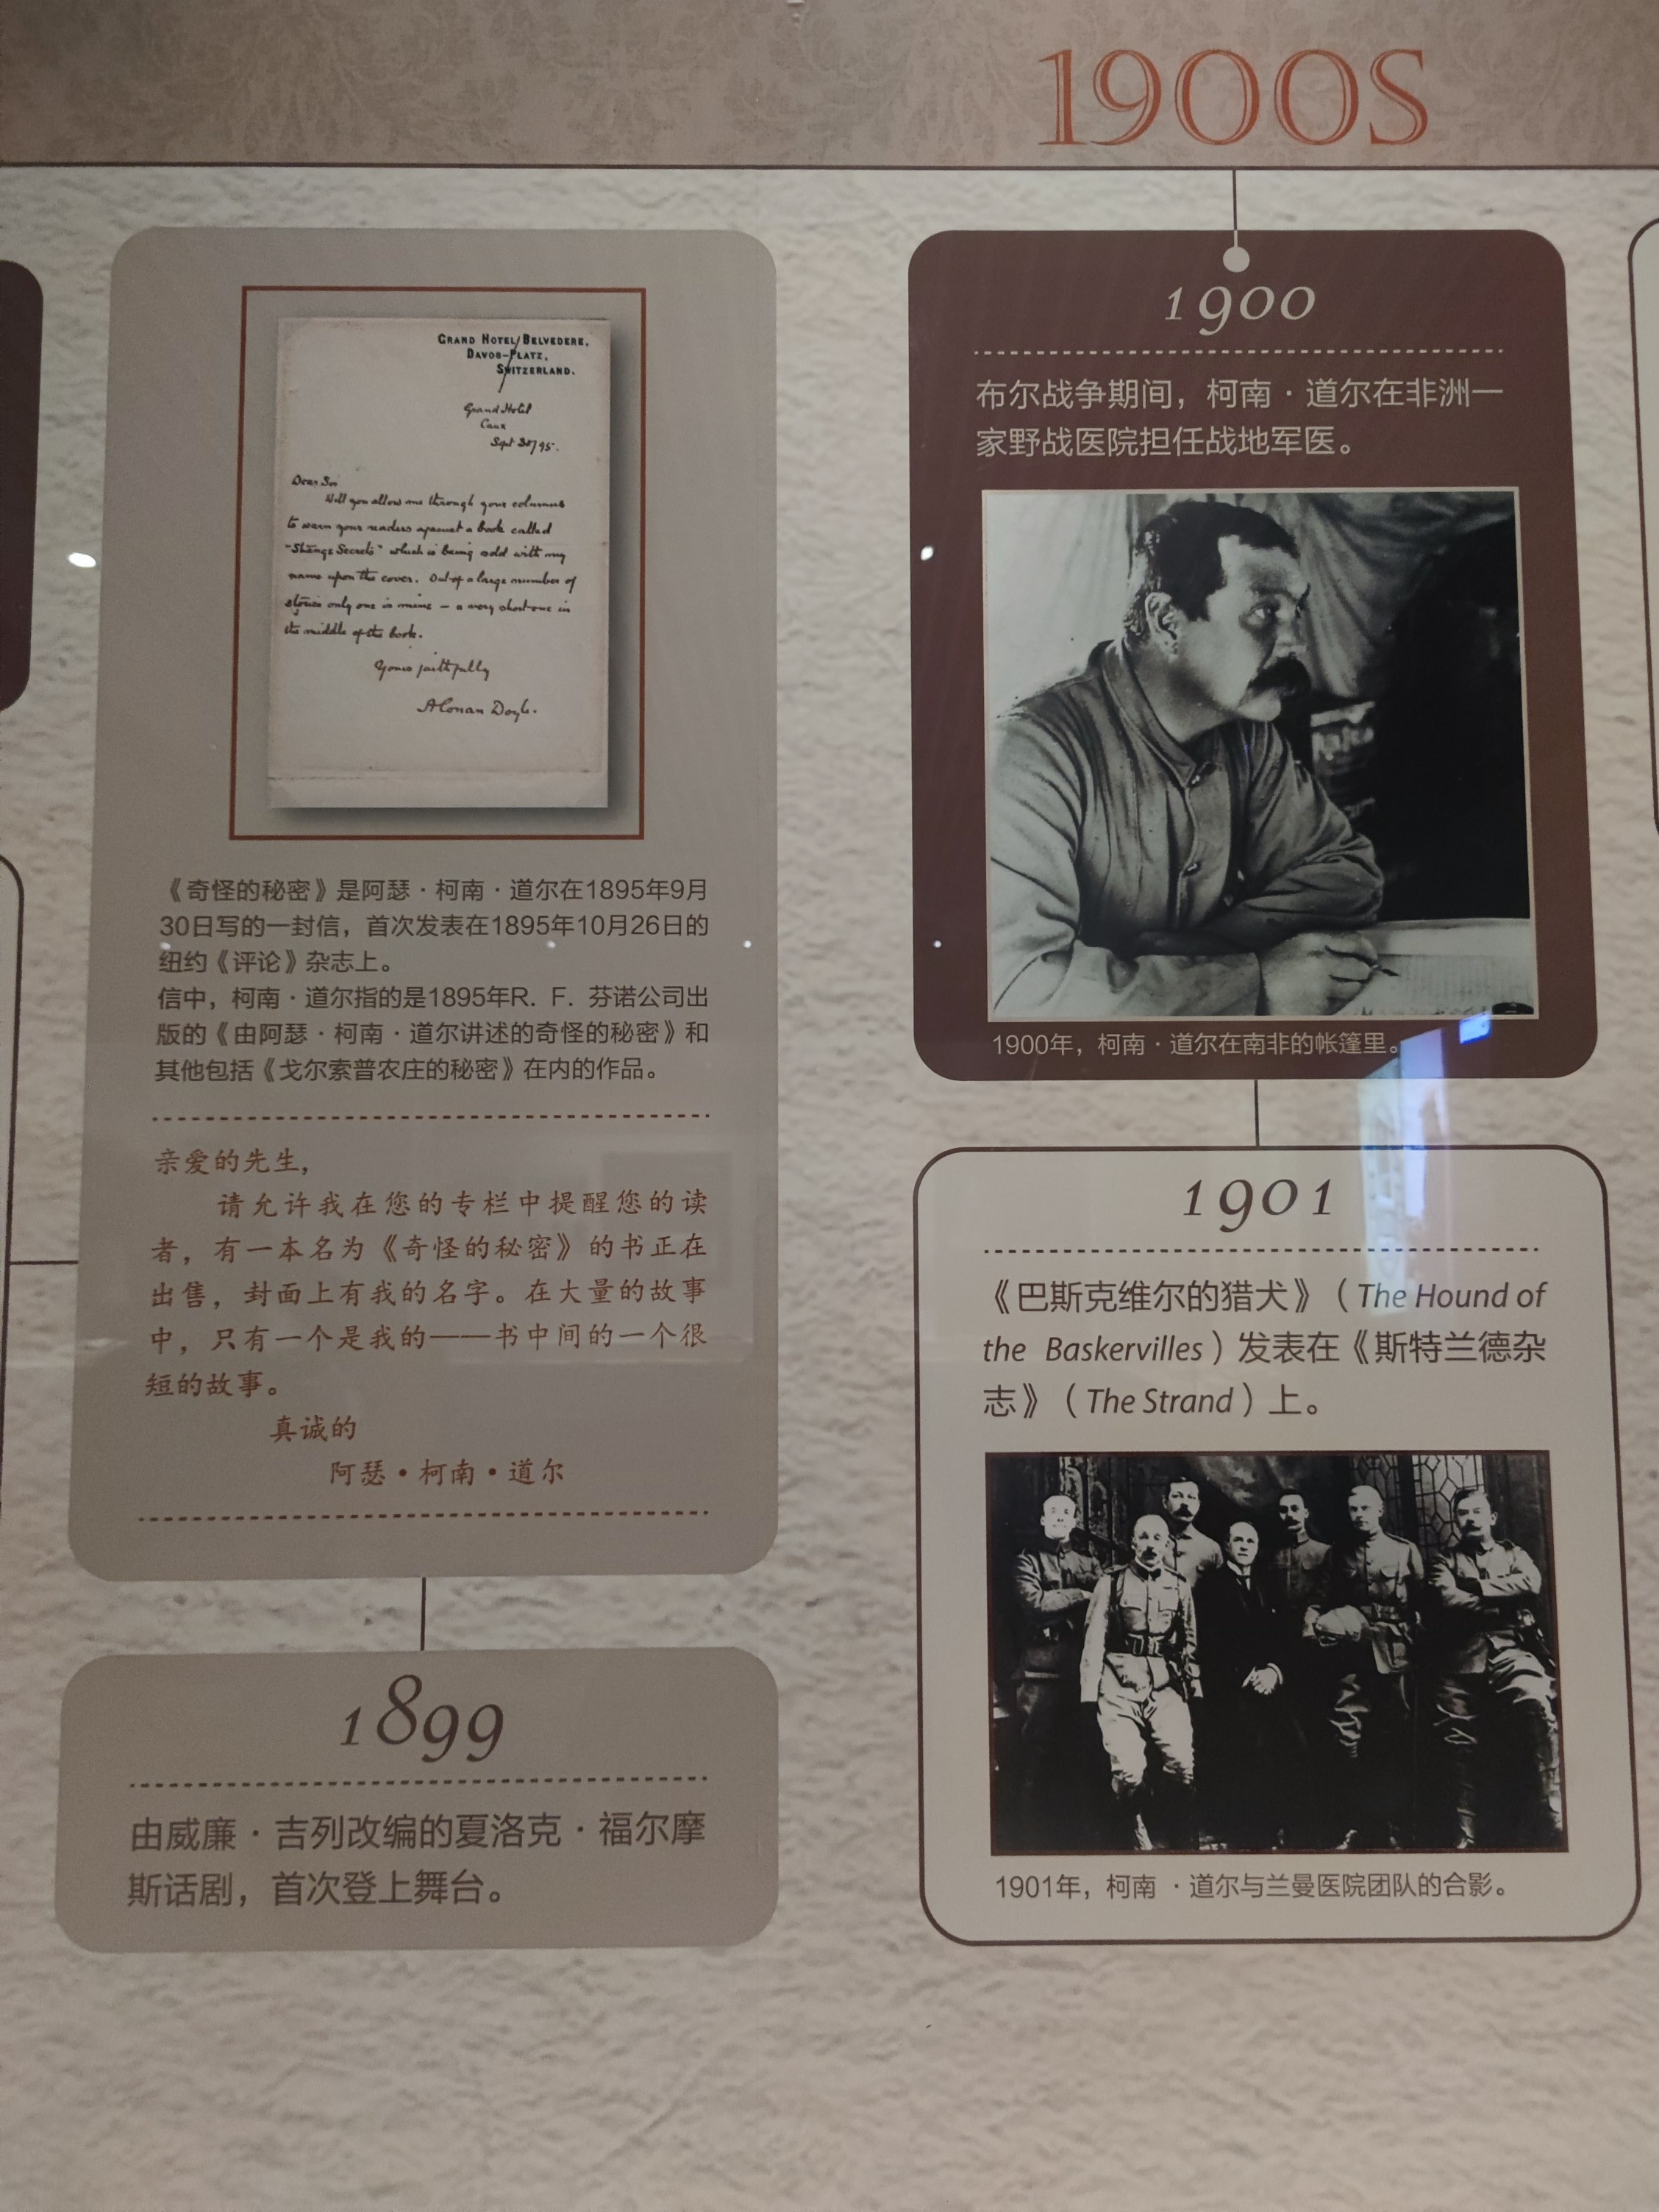 1900S
GRAND HOTEL BELVEDERE,
DAVOS-PLATZ,
SWITZERLAND.
Grand Hotel
Caux
Sept 30/95.
Dear Sir
Will you allow me through your columns
to warn your readers against a book called
"Strange Secrets" which is being sold with my
name upon the cover. Out of a large number of
stories only one is mine — a very short one in
the middle of the book.
Yours faithfully
A Conan Doyle.
《奇怪的秘密》是阿瑟·柯南·道尔在1895年9月
30日写的一封信，首次发表在1895年10月26日的
纽约《评论》杂志上。
信中，柯南·道尔指的是1895年R. F. 芬诺公司出
版的《由阿瑟·柯南·道尔讲述的奇怪的秘密》和
其他包括《戈尔索普农庄的秘密》在内的作品。
亲爱的先生，
请允许我在您的专栏中提醒您的读
者，有一本名为《奇怪的秘密》的书正在
出售，封面上有我的名字。在大量的故事
中，只有一个是我的——书中间的一个很
短的故事。
真诚的
阿瑟·柯南·道尔
1899
由威廉·吉列改编的夏洛克·福尔摩
斯话剧，首次登上舞台。
1900
布尔战争期间，柯南·道尔在非洲一
家野战医院担任战地军医。
1900年，柯南·道尔在南非的帐篷里。
1901
《巴斯克维尔的猎犬》（The Hound of
the Baskervilles）发表在《斯特兰德杂
志》（The Strand）上。
1901年，柯南·道尔与兰曼医院团队的合影。